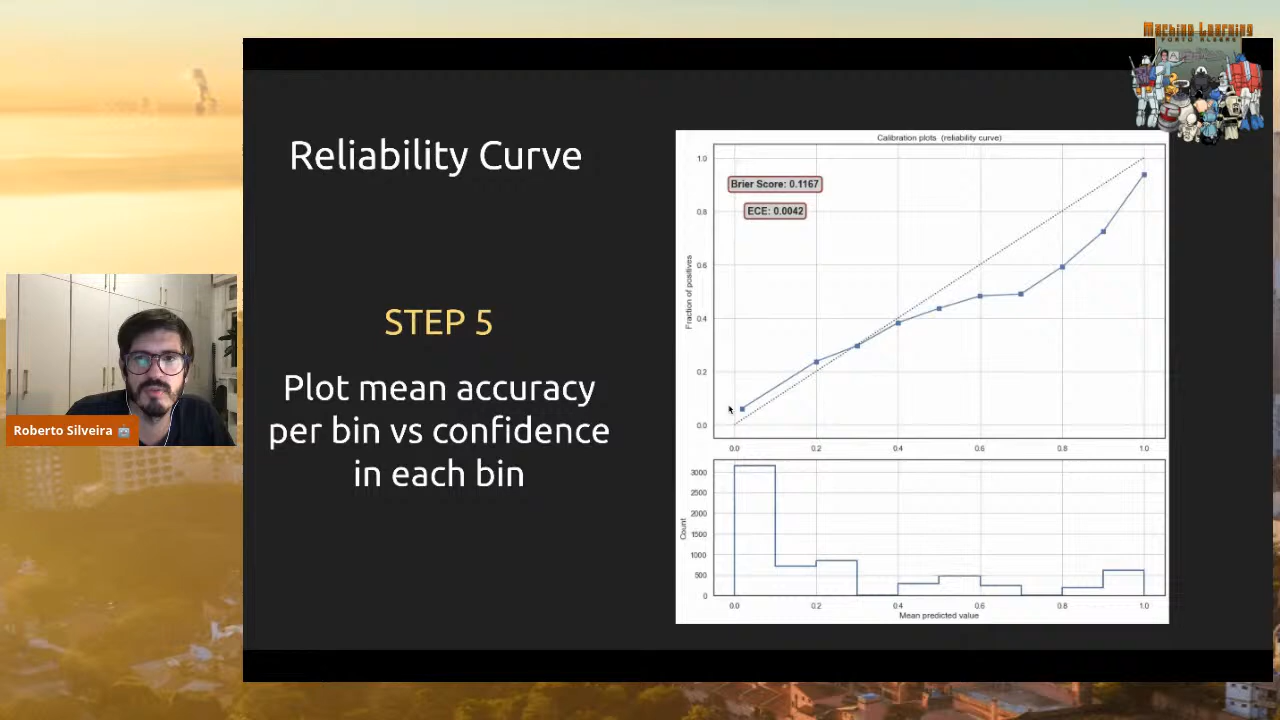 Machine Learning
PORTO ALEGRE
Reliability Curve
STEP 5
Plot mean accuracy
per bin vs confidence
in each bin
Roberto Silveira
Calibration plots (reliability curve)
Brier Score: 0.1167
ECE: 0.0042
Fraction of positives
1.0
0.8
0.6
0.4
0.2
0.0
0.0 0.2 0.4 0.6 0.8 1.0
Count
3000
2500
2000
1500
1000
500
0
0.0 0.2 0.4 0.6 0.8 1.0
Mean predicted value